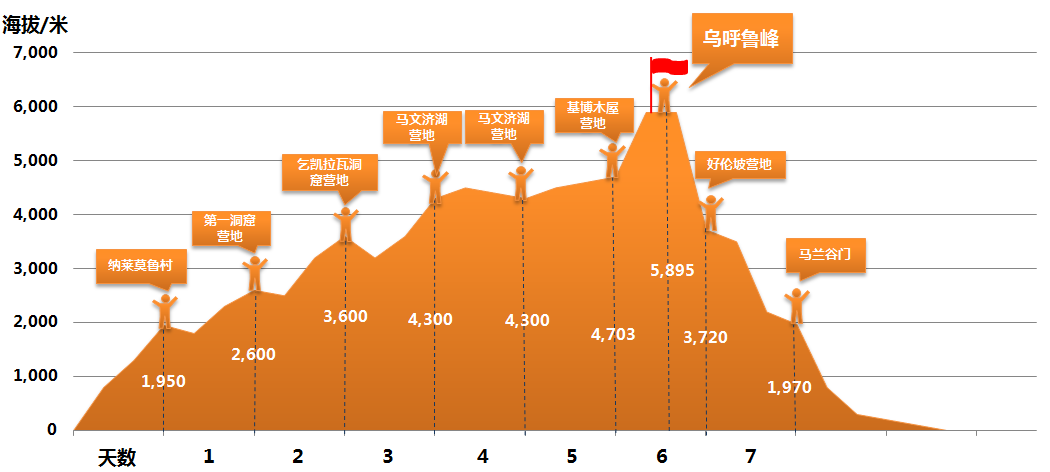 海拔/米
7,000
6,000
5,000
4,000
3,000
2,000
1,000
0
乌呼鲁峰
基博木屋
营地
马文济湖
营地
马文济湖
营地
乞凯拉瓦洞
窟营地
好伦坡营地
第一洞窟
营地
纳莱莫鲁村
马兰谷门
1,950
2,600
3,600
4,300
4,300
4,703
5,895
3,720
1,970
天数 1 2 3 4 5 6 7